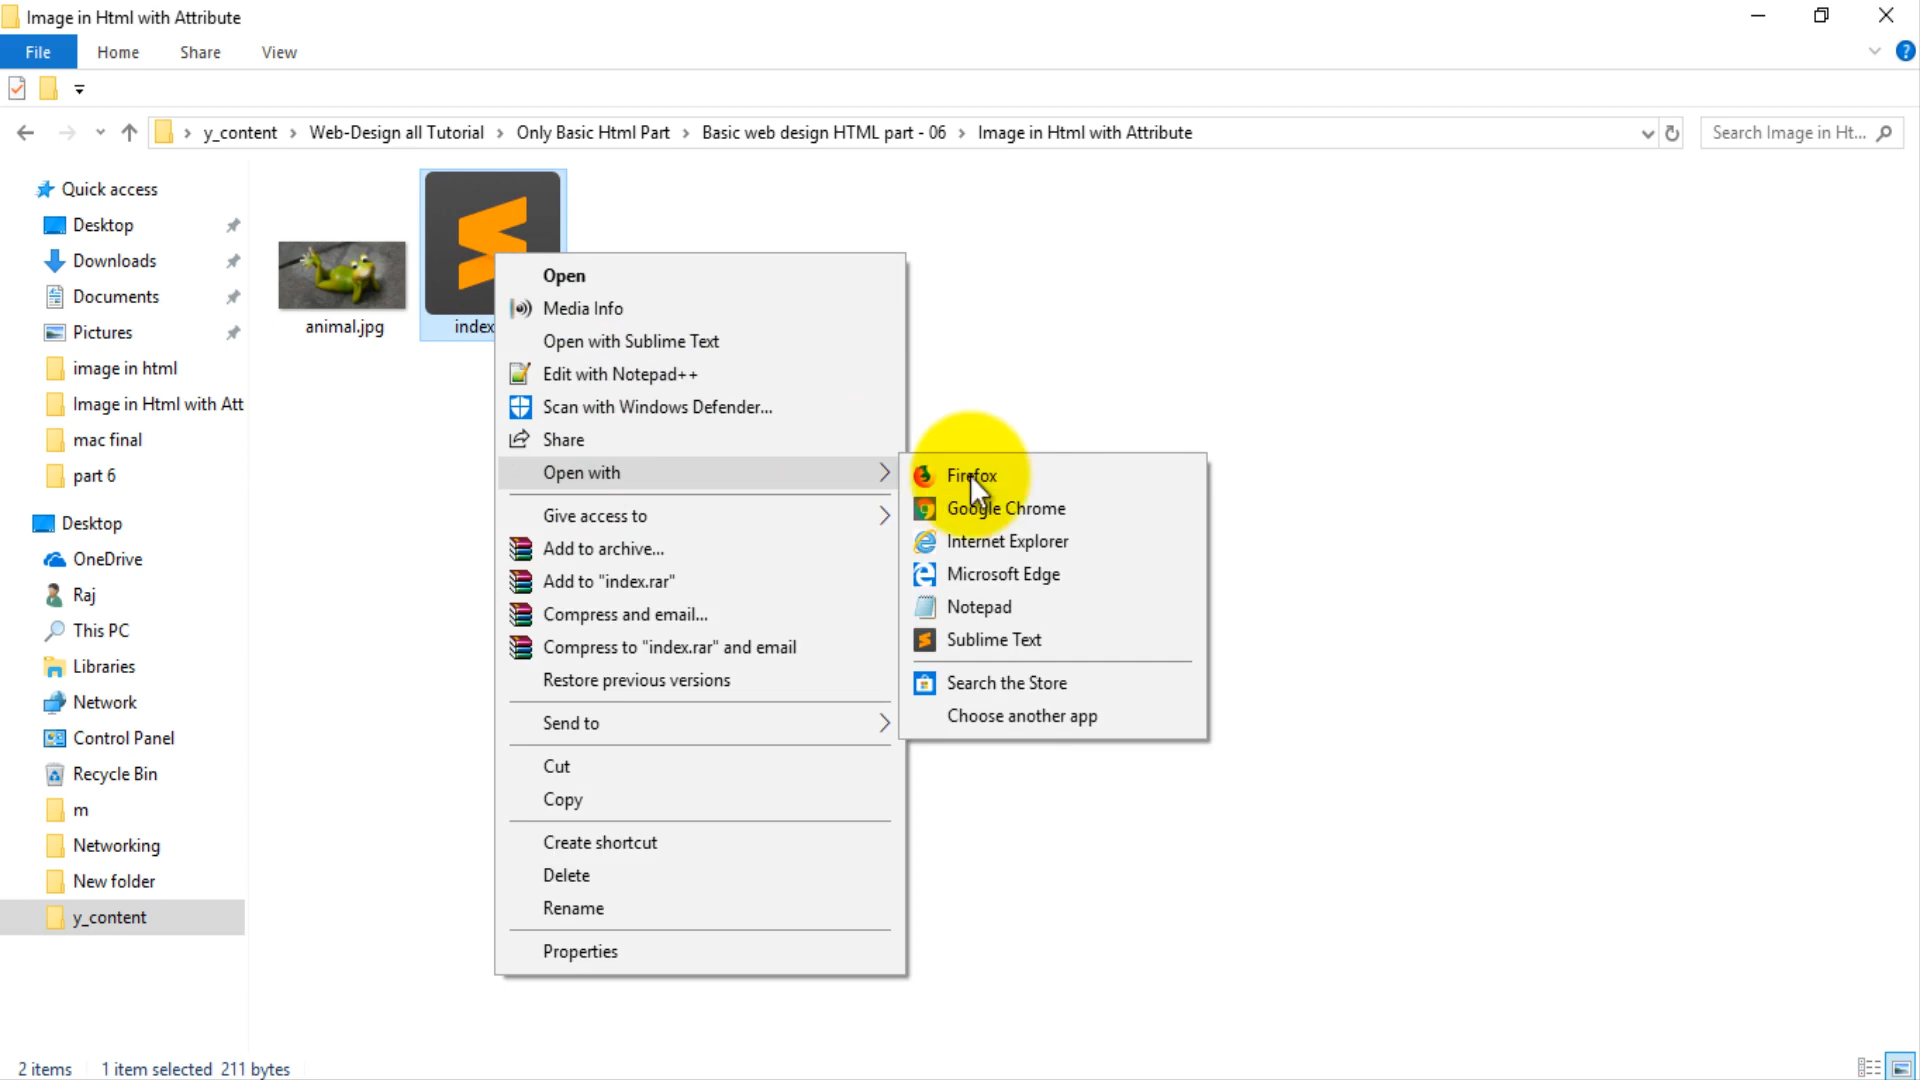 Image in Html with Attribute
File Home Share View
y_content Web-Design all Tutorial Only Basic Html Part Basic web design HTML part - 06 Image in Html with Attribute
Search Image in Ht...
Quick access
Desktop
Downloads
Documents
Pictures
image in html
Image in Html with Att
mac final
part 6
Desktop
OneDrive
Raj
This PC
Libraries
Network
Control Panel
Recycle Bin
m
Networking
New folder
y_content
animal.jpg
index
Open
Media Info
Open with Sublime Text
Edit with Notepad++
Scan with Windows Defender...
Share
Open with
Give access to
Add to archive...
Add to "index.rar"
Compress and email...
Compress to "index.rar" and email
Restore previous versions
Send to
Cut
Copy
Create shortcut
Delete
Rename
Properties
Firefox
Google Chrome
Internet Explorer
Microsoft Edge
Notepad
Sublime Text
Search the Store
Choose another app
2 items 1 item selected 211 bytes